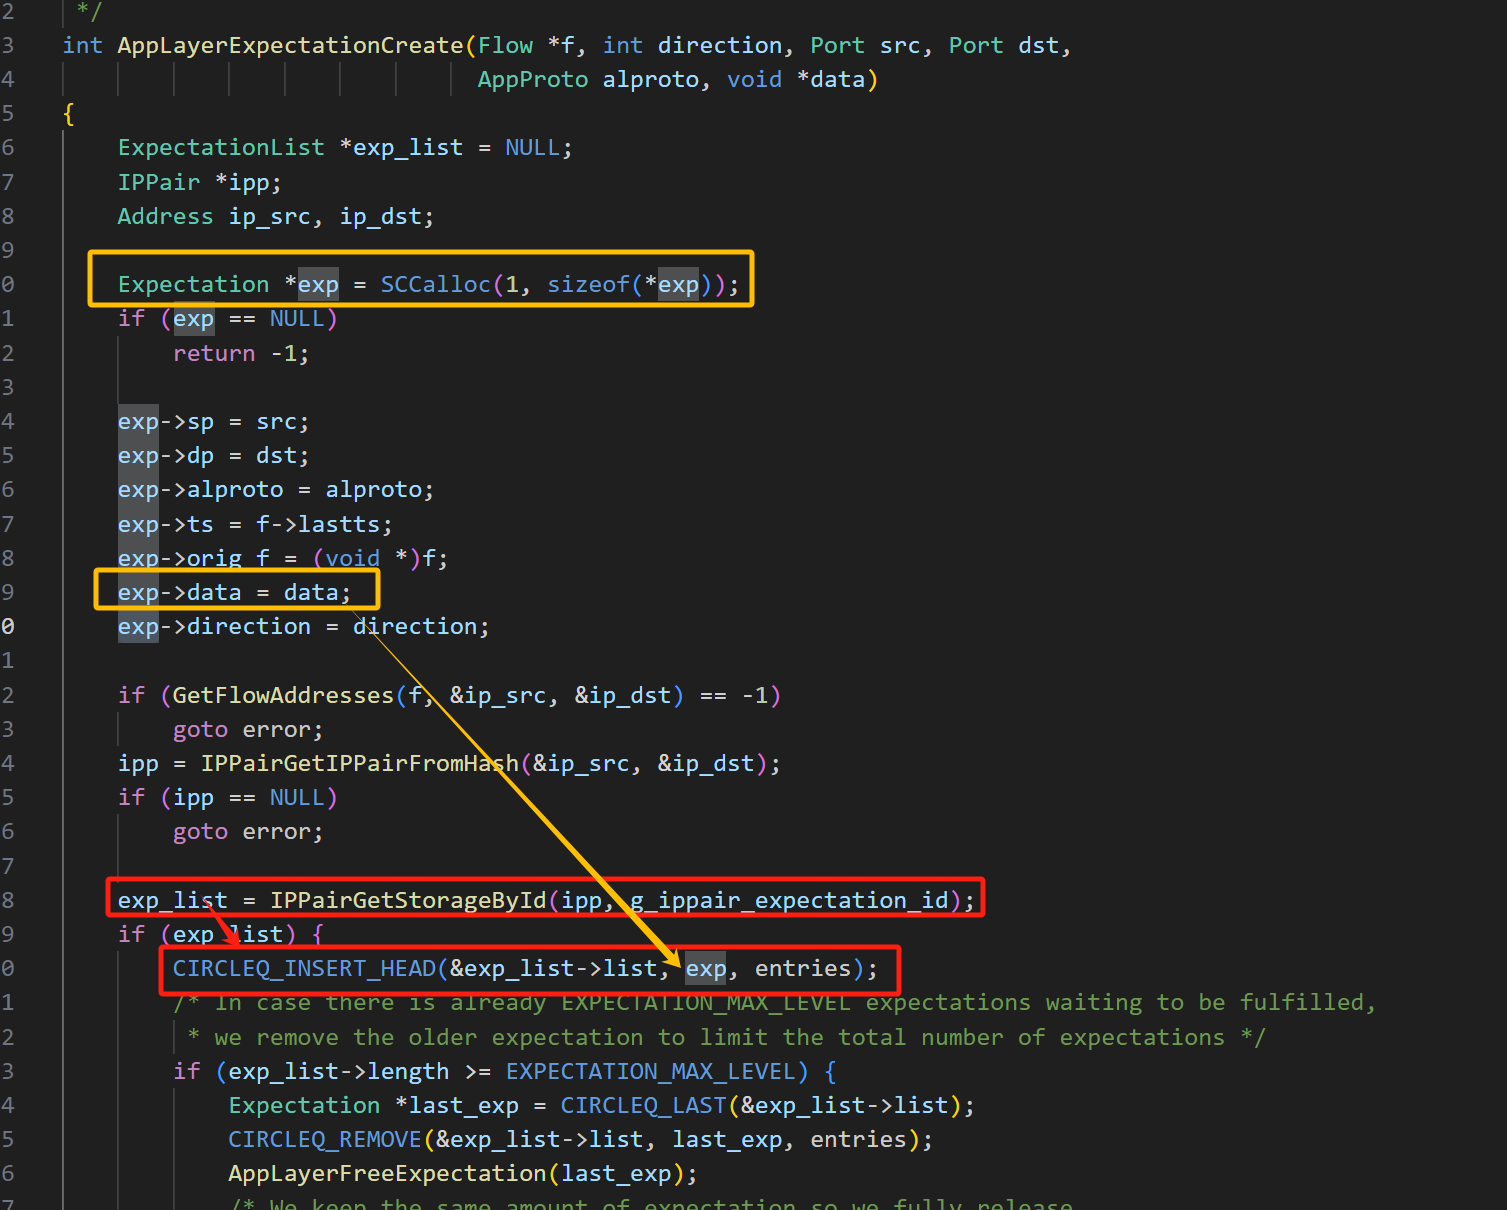 2 */
3 int AppLayerExpectationCreate(Flow *f, int direction, Port src, Port dst,
4 AppProto alproto, void *data)
5 {
6 ExpectationList *exp_list = NULL;
7 IPPair *ipp;
8 Address ip_src, ip_dst;
9
0 Expectation *exp = SCCalloc(1, sizeof(*exp));
1 if (exp == NULL)
2 return -1;
3
4 exp->sp = src;
5 exp->dp = dst;
6 exp->alproto = alproto;
7 exp->ts = f->lastts;
8 exp->orig_f = (void *)f;
9 exp->data = data;
0 exp->direction = direction;
1
2 if (GetFlowAddresses(f, &ip_src, &ip_dst) == -1)
3 goto error;
4 ipp = IPPairGetIPPairFromHash(&ip_src, &ip_dst);
5 if (ipp == NULL)
6 goto error;
7
8 exp_list = IPPairGetStorageById(ipp, g_ippair_expectation_id);
9 if (exp_list) {
0 CIRCLEQ_INSERT_HEAD(&exp_list->list, exp, entries);
1 /* In case there is already EXPECTATION_MAX_LEVEL expectations waiting to be fulfilled,
2 * we remove the older expectation to limit the total number of expectations */
3 if (exp_list->length >= EXPECTATION_MAX_LEVEL) {
4 Expectation *last_exp = CIRCLEQ_LAST(&exp_list->list);
5 CIRCLEQ_REMOVE(&exp_list->list, last_exp, entries);
6 AppLayerFreeExpectation(last_exp);
7 /* We keep the same amount of expectation so we fully release